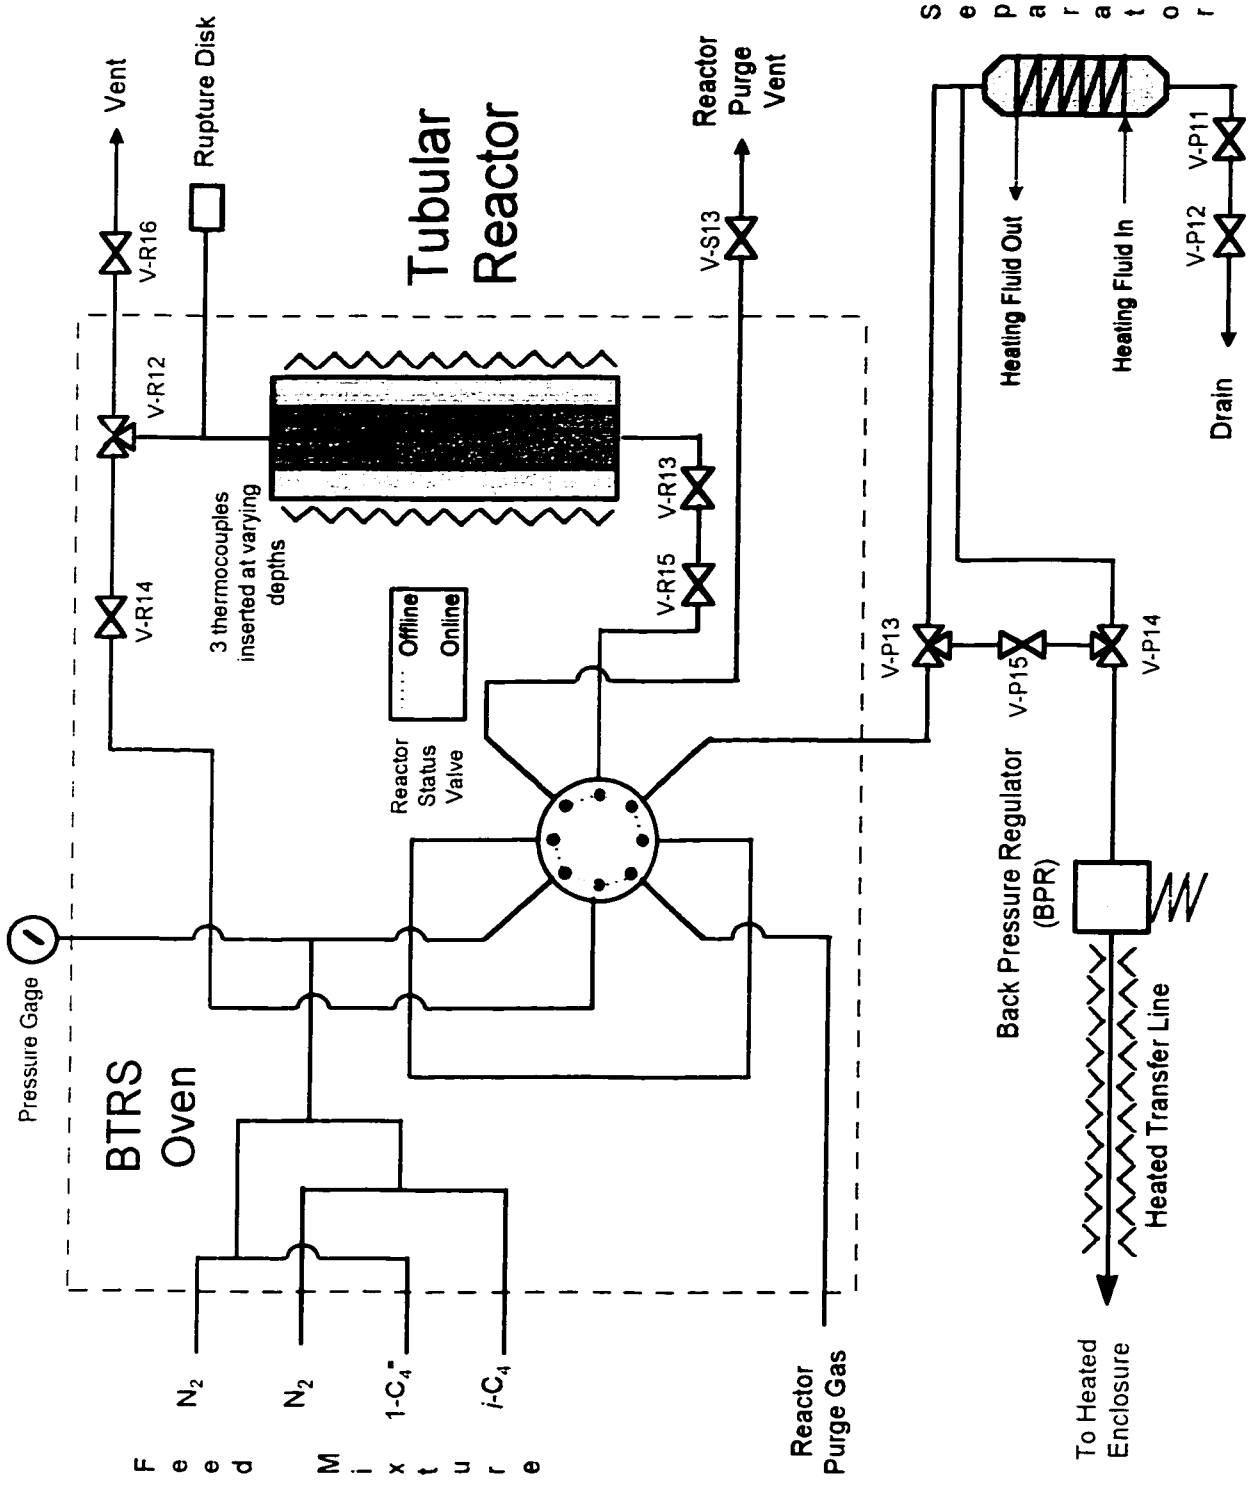 Pressure Gage
BTRS
Oven
F e e d
M i x t u r e
N2
N2
1-C4=
i-C4
Reactor
Purge Gas
Vent
V-R16
Rupture Disk
V-R12
V-R14
3 thermocouples
inserted at varying
depths
Tubular
Reactor
Reactor
Status
Valve
Offline
Online
V-R13
V-R15
V-S13
Reactor
Purge
Vent
S e p a r a t o r
Heating Fluid Out
Heating Fluid In
V-P11
V-P12
Drain
V-P13
V-P15
V-P14
Back Pressure Regulator
(BPR)
Heated Transfer Line
To Heated
Enclosure